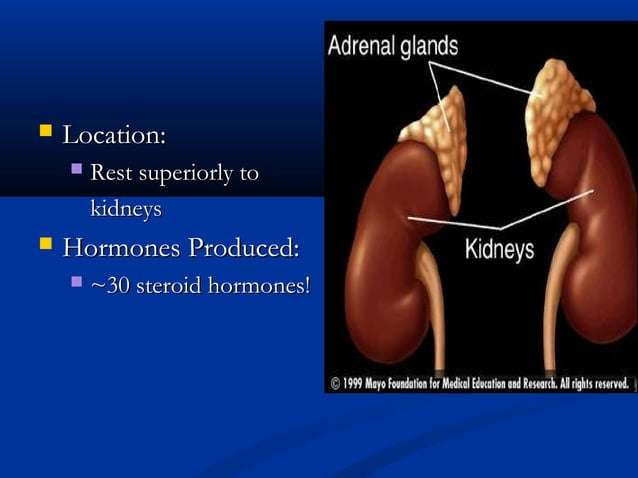 Location:
Rest superiorly to
kidneys
Hormones Produced:
~30 steroid hormones!
Adrenal glands
Kidneys
© 1999 Mayo Foundation for Medical Education and Research. All rights reserved.